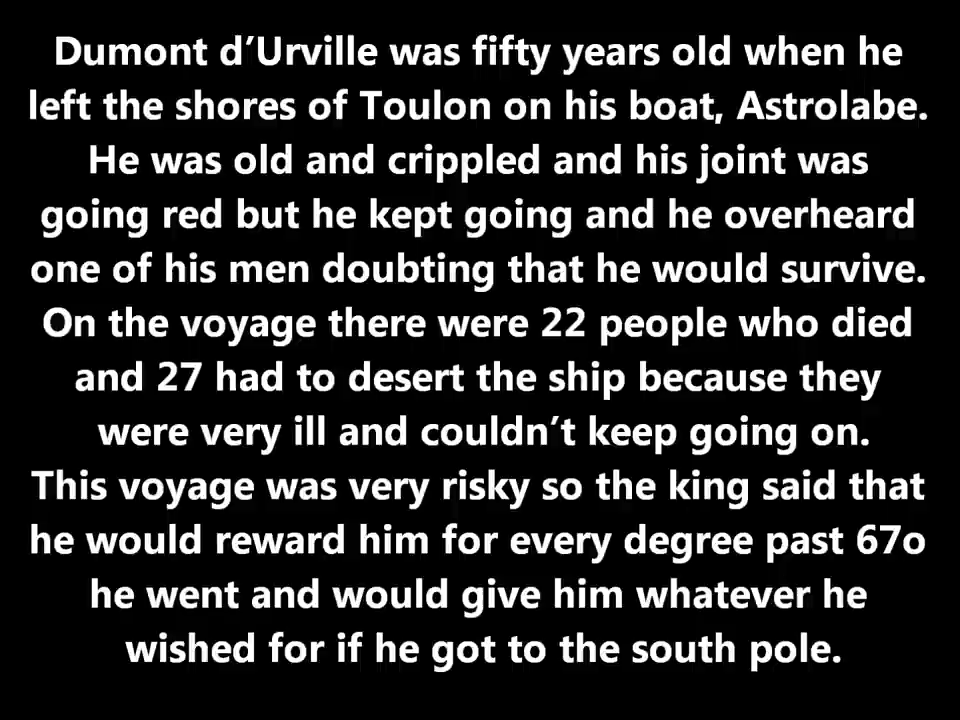 Dumont d’Urville was fifty years old when he
left the shores of Toulon on his boat, Astrolabe.
He was old and crippled and his joint was
going red but he kept going and he overheard
one of his men doubting that he would survive.
On the voyage there were 22 people who died
and 27 had to desert the ship because they
were very ill and couldn’t keep going on.
This voyage was very risky so the king said that
he would reward him for every degree past 67o
he went and would give him whatever he
wished for if he got to the south pole.